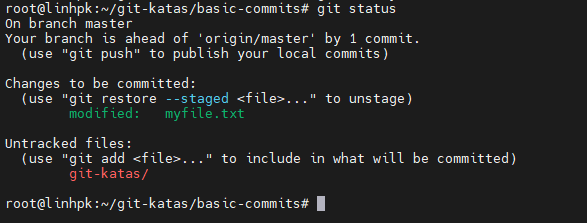 root@linhpk:~/git-katas/basic-commits# git status
On branch master
Your branch is ahead of 'origin/master' by 1 commit.
  (use "git push" to publish your local commits)

Changes to be committed:
  (use "git restore --staged <file>..." to unstage)
        modified:   myfile.txt

Untracked files:
  (use "git add <file>..." to include in what will be committed)
        git-katas/

root@linhpk:~/git-katas/basic-commits#